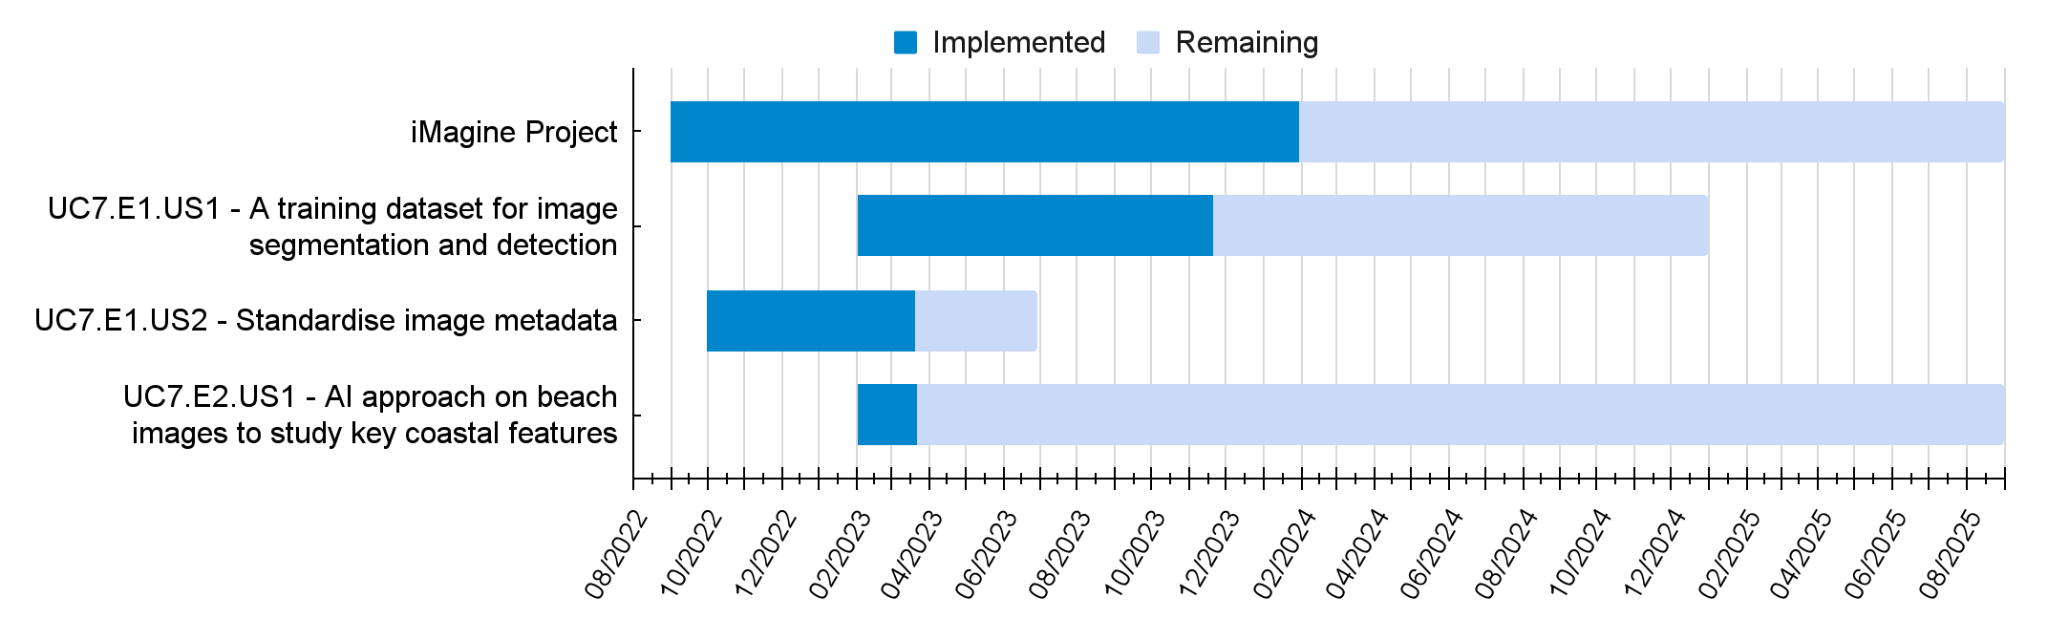 Implemented Remaining
iMagine Project
UC7.E1.US1 - A training dataset for image
segmentation and detection
UC7.E1.US2 - Standardise image metadata
UC7.E2.US1 - AI approach on beach
images to study key coastal features
08/2022 10/2022 12/2022 02/2023 04/2023 06/2023 08/2023 10/2023 12/2023 02/2024 04/2024 06/2024 08/2024 10/2024 12/2024 02/2025 04/2025 06/2025 08/2025